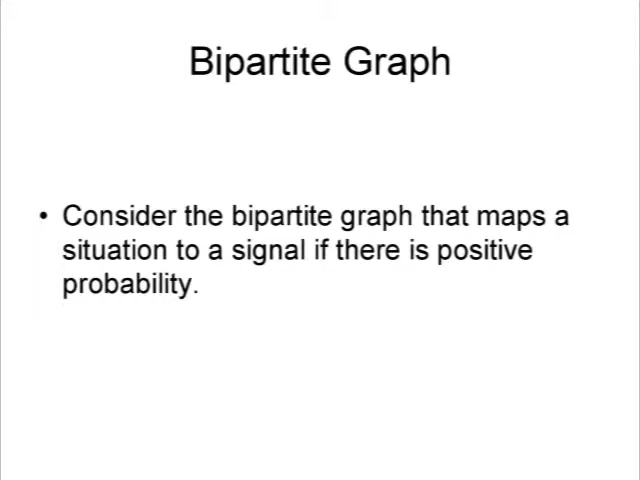 Bipartite Graph
• Consider the bipartite graph that maps a
situation to a signal if there is positive
probability.